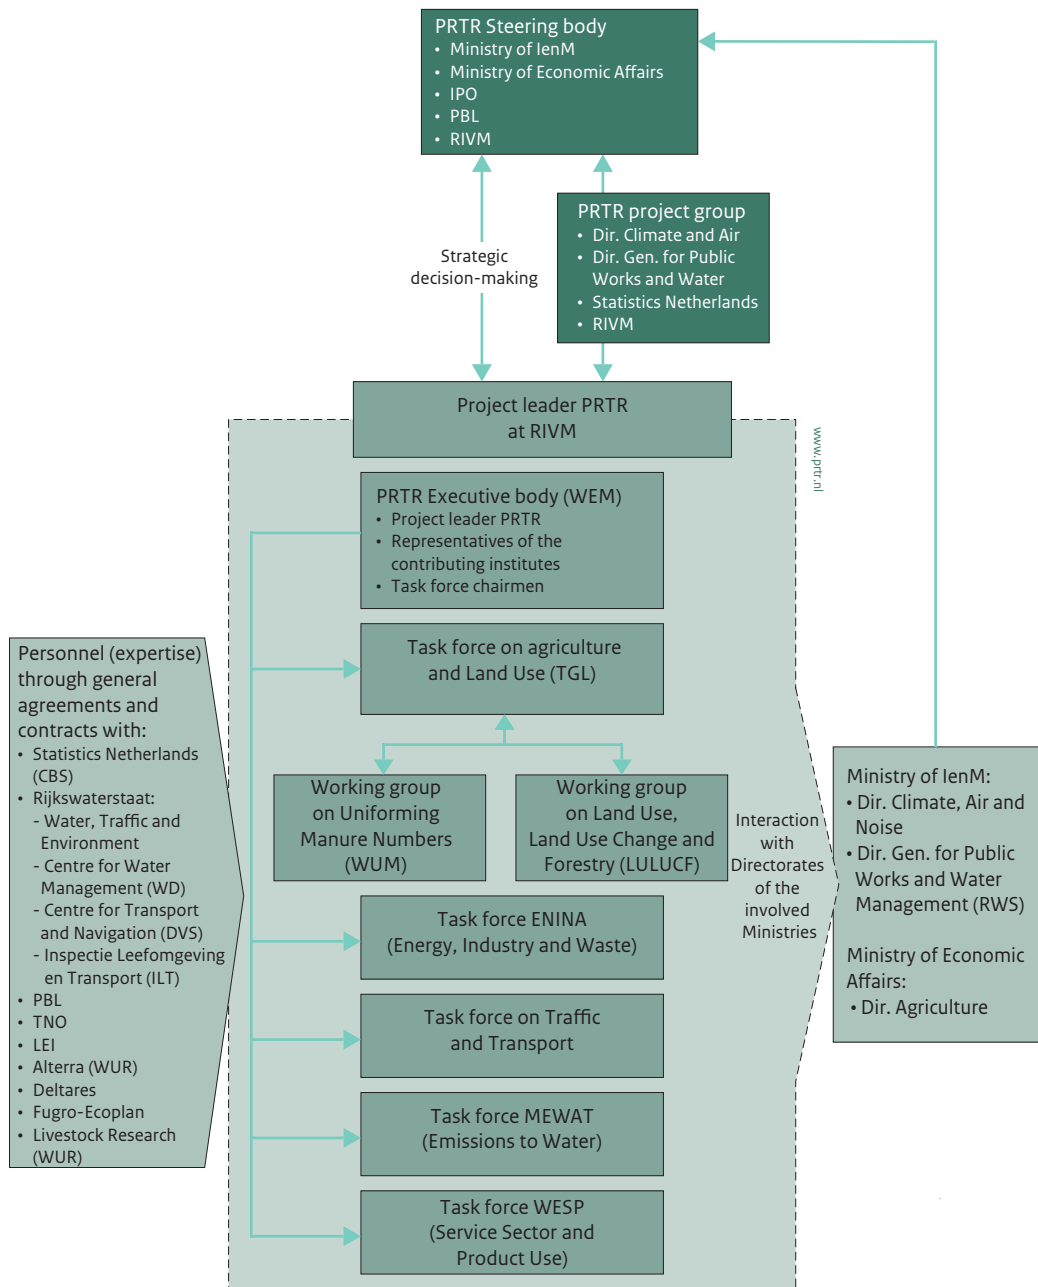 PRTR Steering body
• Ministry of IenM
• Ministry of Economic Affairs
• IPO
• PBL
• RIVM
PRTR project group
• Dir. Climate and Air
• Dir. Gen. for Public
Works and Water
• Statistics Netherlands
• RIVM
Strategic
decision-making
Project leader PRTR
at RIVM
www.prtr.nl
PRTR Executive body (WEM)
• Project leader PRTR
• Representatives of the
contributing institutes
• Task force chairmen
Task force on agriculture
and Land Use (TGL)
Working group
on Uniforming
Manure Numbers
(WUM)
Working group
on Land Use,
Land Use Change and
Forestry (LULUCF)
Task force ENINA
(Energy, Industry and Waste)
Task force on Traffic
and Transport
Task force MEWAT
(Emissions to Water)
Task force WESP
(Service Sector and
Product Use)
Personnel (expertise)
through general
agreements and
contracts with:
• Statistics Netherlands
(CBS)
• Rijkswaterstaat:
- Water, Traffic and
Environment
- Centre for Water
Management (WD)
- Centre for Transport
and Navigation (DVS)
- Inspectie Leefomgeving
en Transport (ILT)
• PBL
• TNO
• LEI
• Alterra (WUR)
• Deltares
• Fugro-Ecoplan
• Livestock Research
(WUR)
Interaction
with
Directorates
of the
involved
Ministries
Ministry of IenM:
• Dir. Climate, Air and
Noise
• Dir. Gen. for Public
Works and Water
Management (RWS)
Ministry of Economic
Affairs:
• Dir. Agriculture